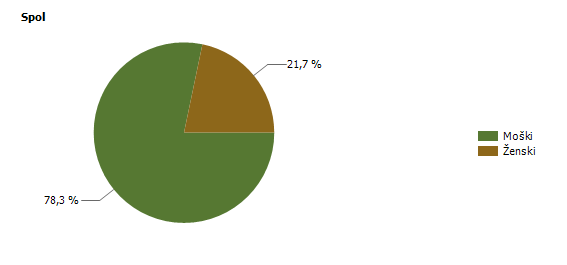 Spol
21,7 %
Moški
Ženski
78,3 %